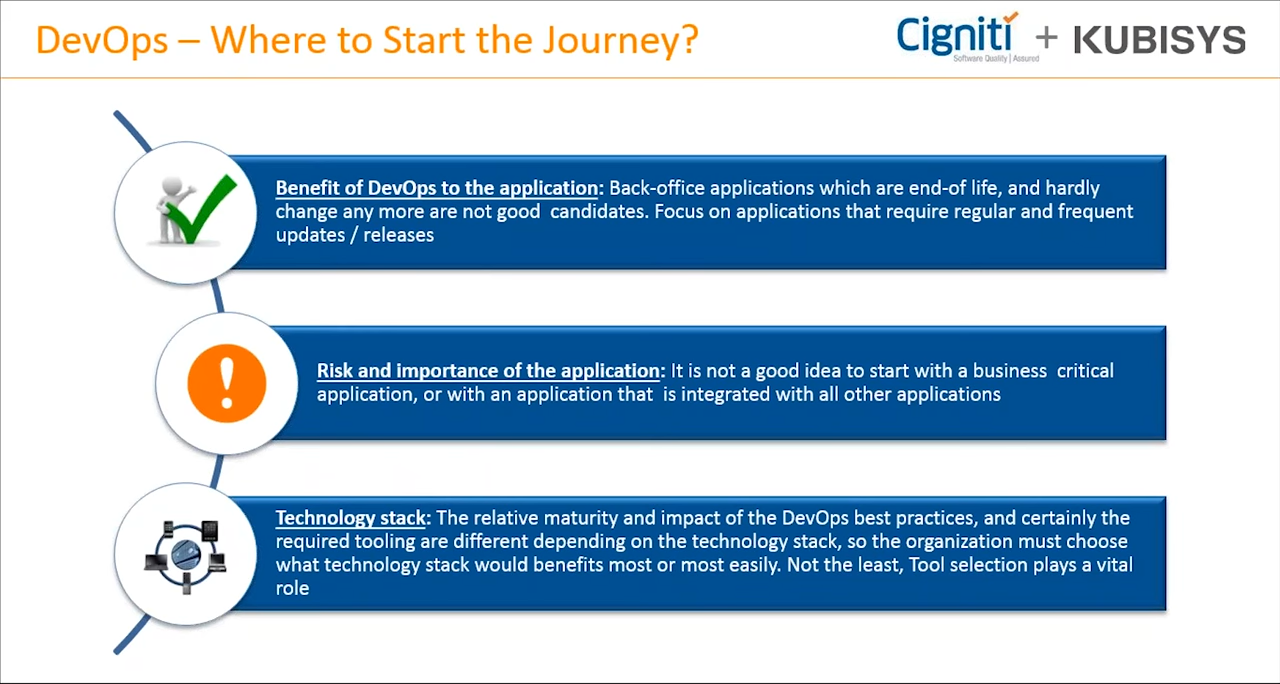 DevOps – Where to Start the Journey?
Cigniti + KUBISYS
Software Quality | Assured
Benefit of DevOps to the application: Back-office applications which are end-of life, and hardly
change any more are not good candidates. Focus on applications that require regular and frequent
updates / releases
!
Risk and importance of the application: It is not a good idea to start with a business critical
application, or with an application that is integrated with all other applications
Technology stack: The relative maturity and impact of the DevOps best practices, and certainly the
required tooling are different depending on the technology stack, so the organization must choose
what technology stack would benefits most or most easily. Not the least, Tool selection plays a vital
role